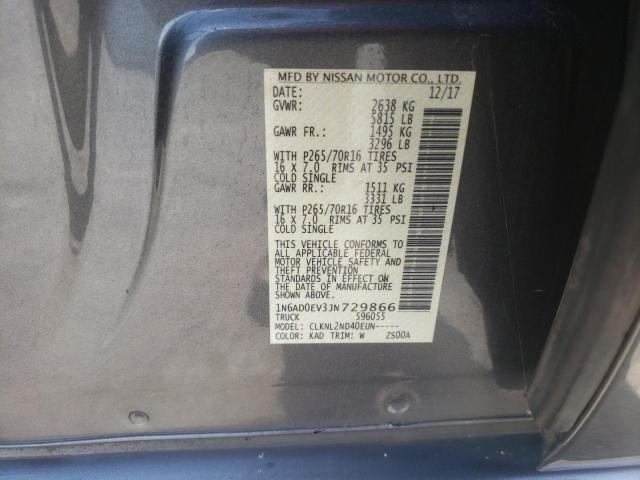 MFD BY NISSAN MOTOR CO., LTD.
DATE: 12/17
GVWR: 2638 KG
5815 LB
GAWR FR.: 1495 KG
3296 LB
WITH P265/70R16 TIRES
16 X 7.0 RIMS AT 35 PSI
COLD SINGLE
GAWR RR.: 1511 KG
3331 LB
WITH P265/70R16 TIRES
16 X 7.0 RIMS AT 35 PSI
COLD SINGLE
THIS VEHICLE CONFORMS TO
ALL APPLICABLE FEDERAL
MOTOR VEHICLE SAFETY AND
THEFT PREVENTION
STANDARDS IN EFFECT ON
DATE OF MANUFACTURE.
1N6AD0EV3JN729866
TRUCK 596055
MODEL: CLKNL2ND40EUN-----
COLOR: KAD TRIM: W ZS00A